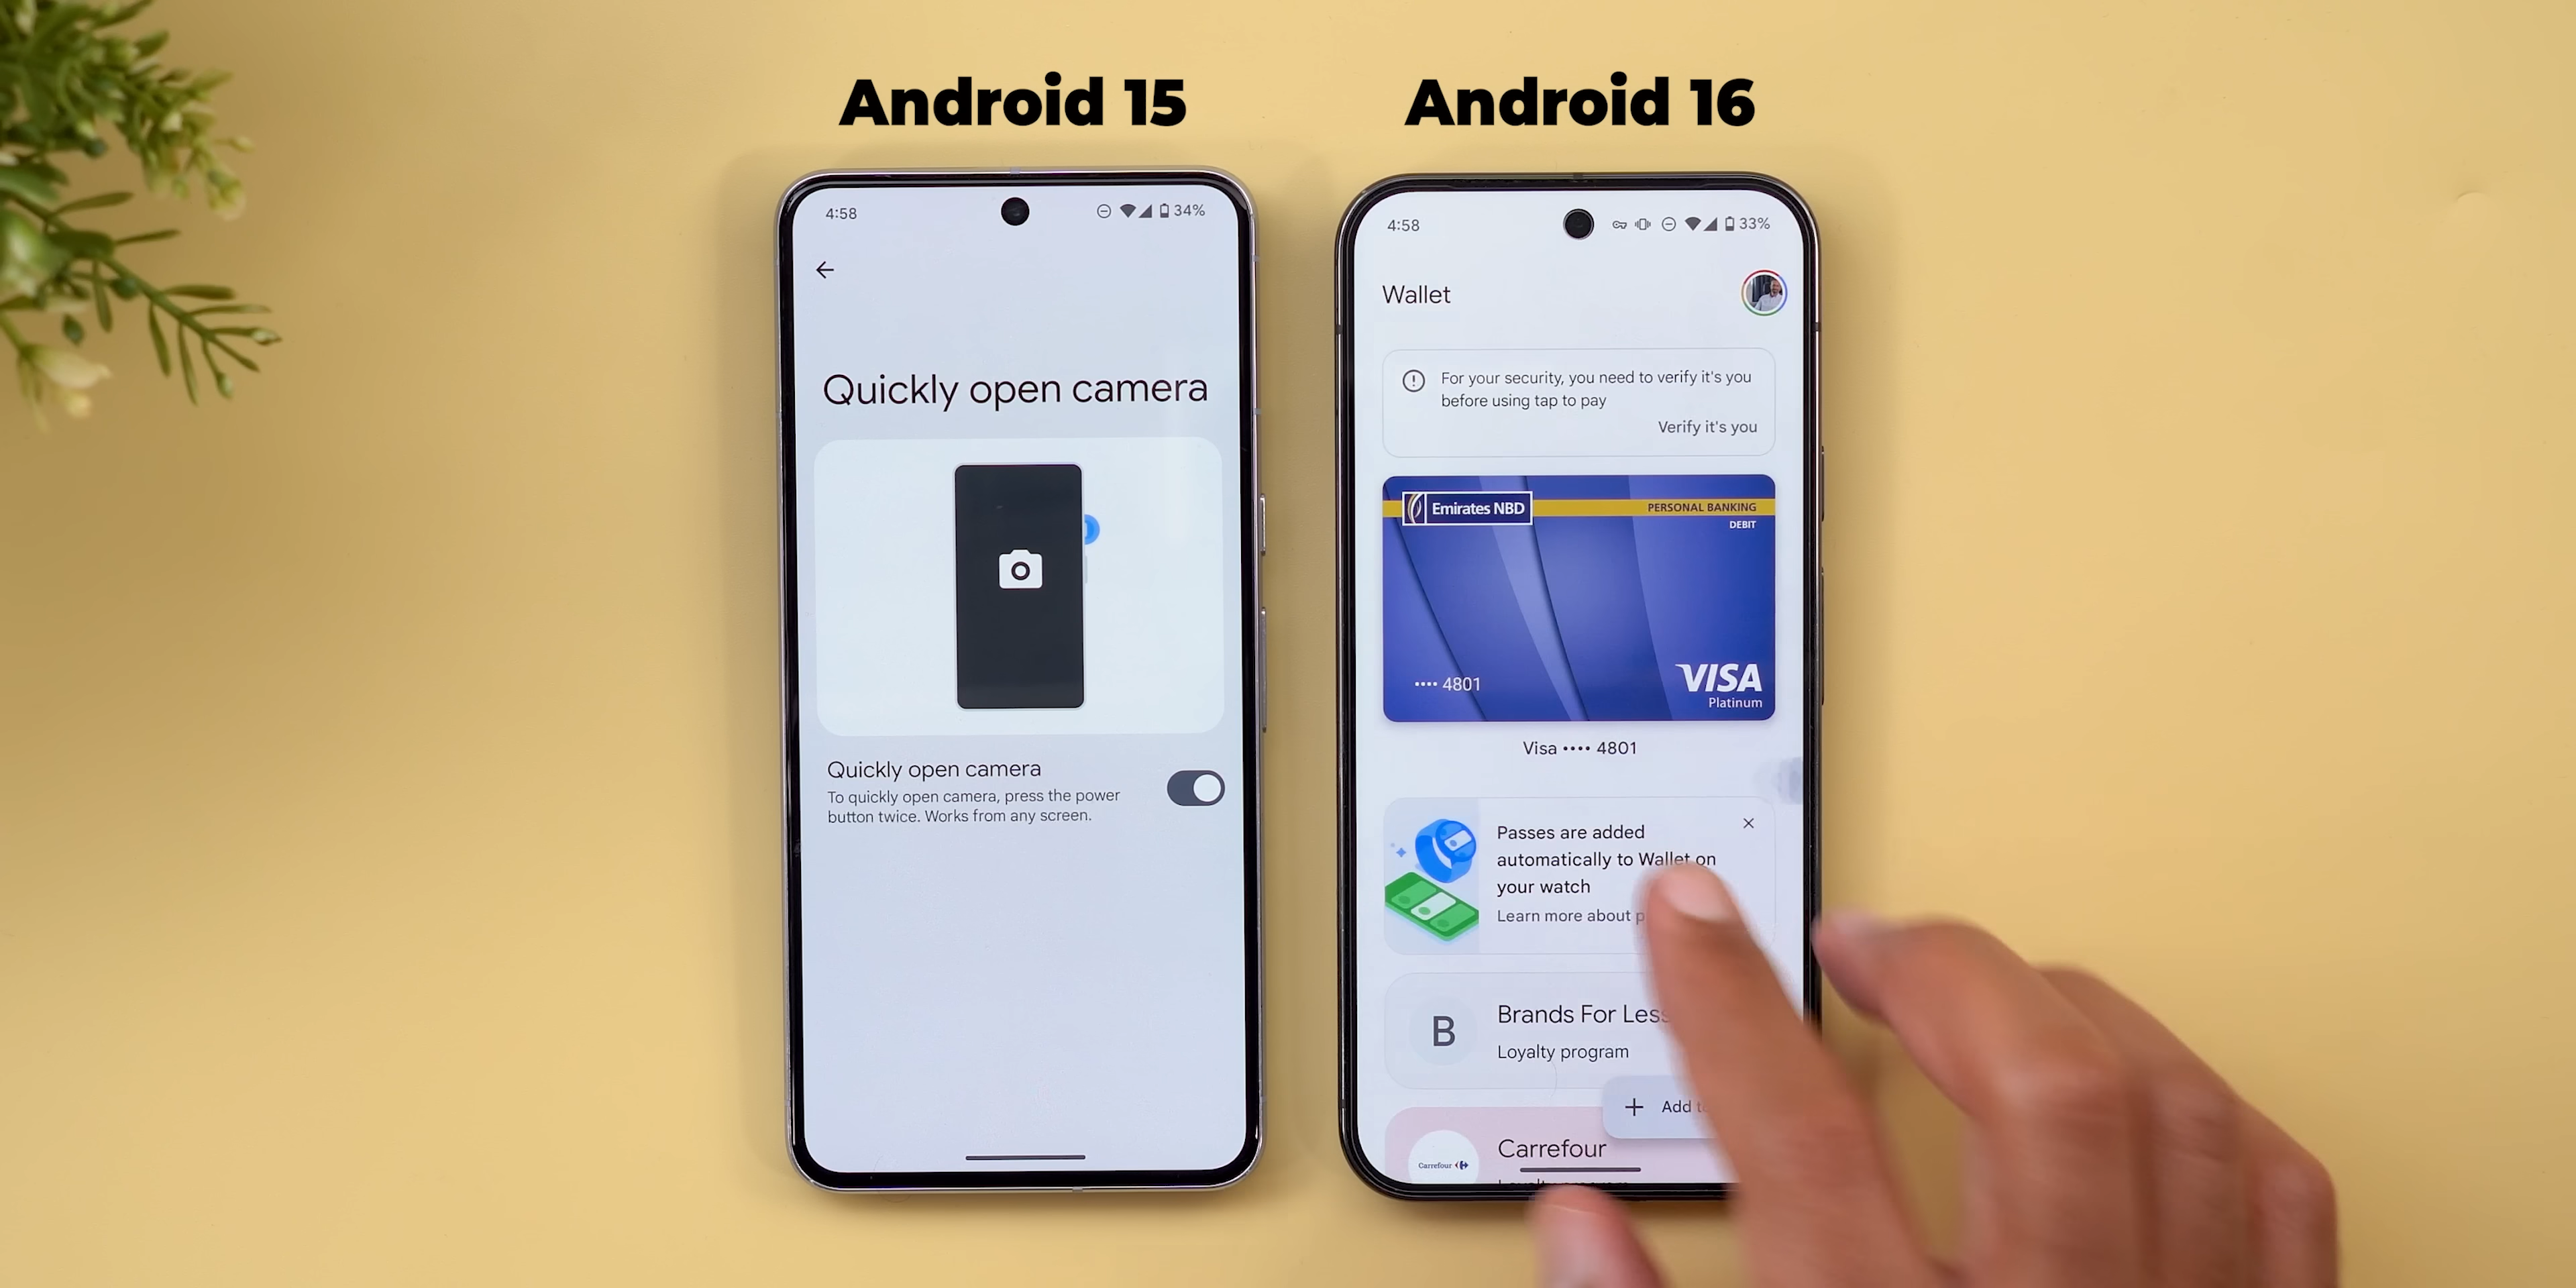 Android 15
Android 16
4:58
34%
Quickly open camera
Quickly open camera
To quickly open camera, press the power
button twice. Works from any screen.
4:58
33%
Wallet
For your security, you need to verify it's you
before using tap to pay
Verify it's you
Emirates NBD
PERSONAL BANKING
DEBIT
•••• 4801
VISA
Platinum
Visa •••• 4801
Passes are added
automatically to Wallet on
your watch
Learn more about
B
Brands For Less
Loyalty program
+ Add
Carrefour
Carrefour